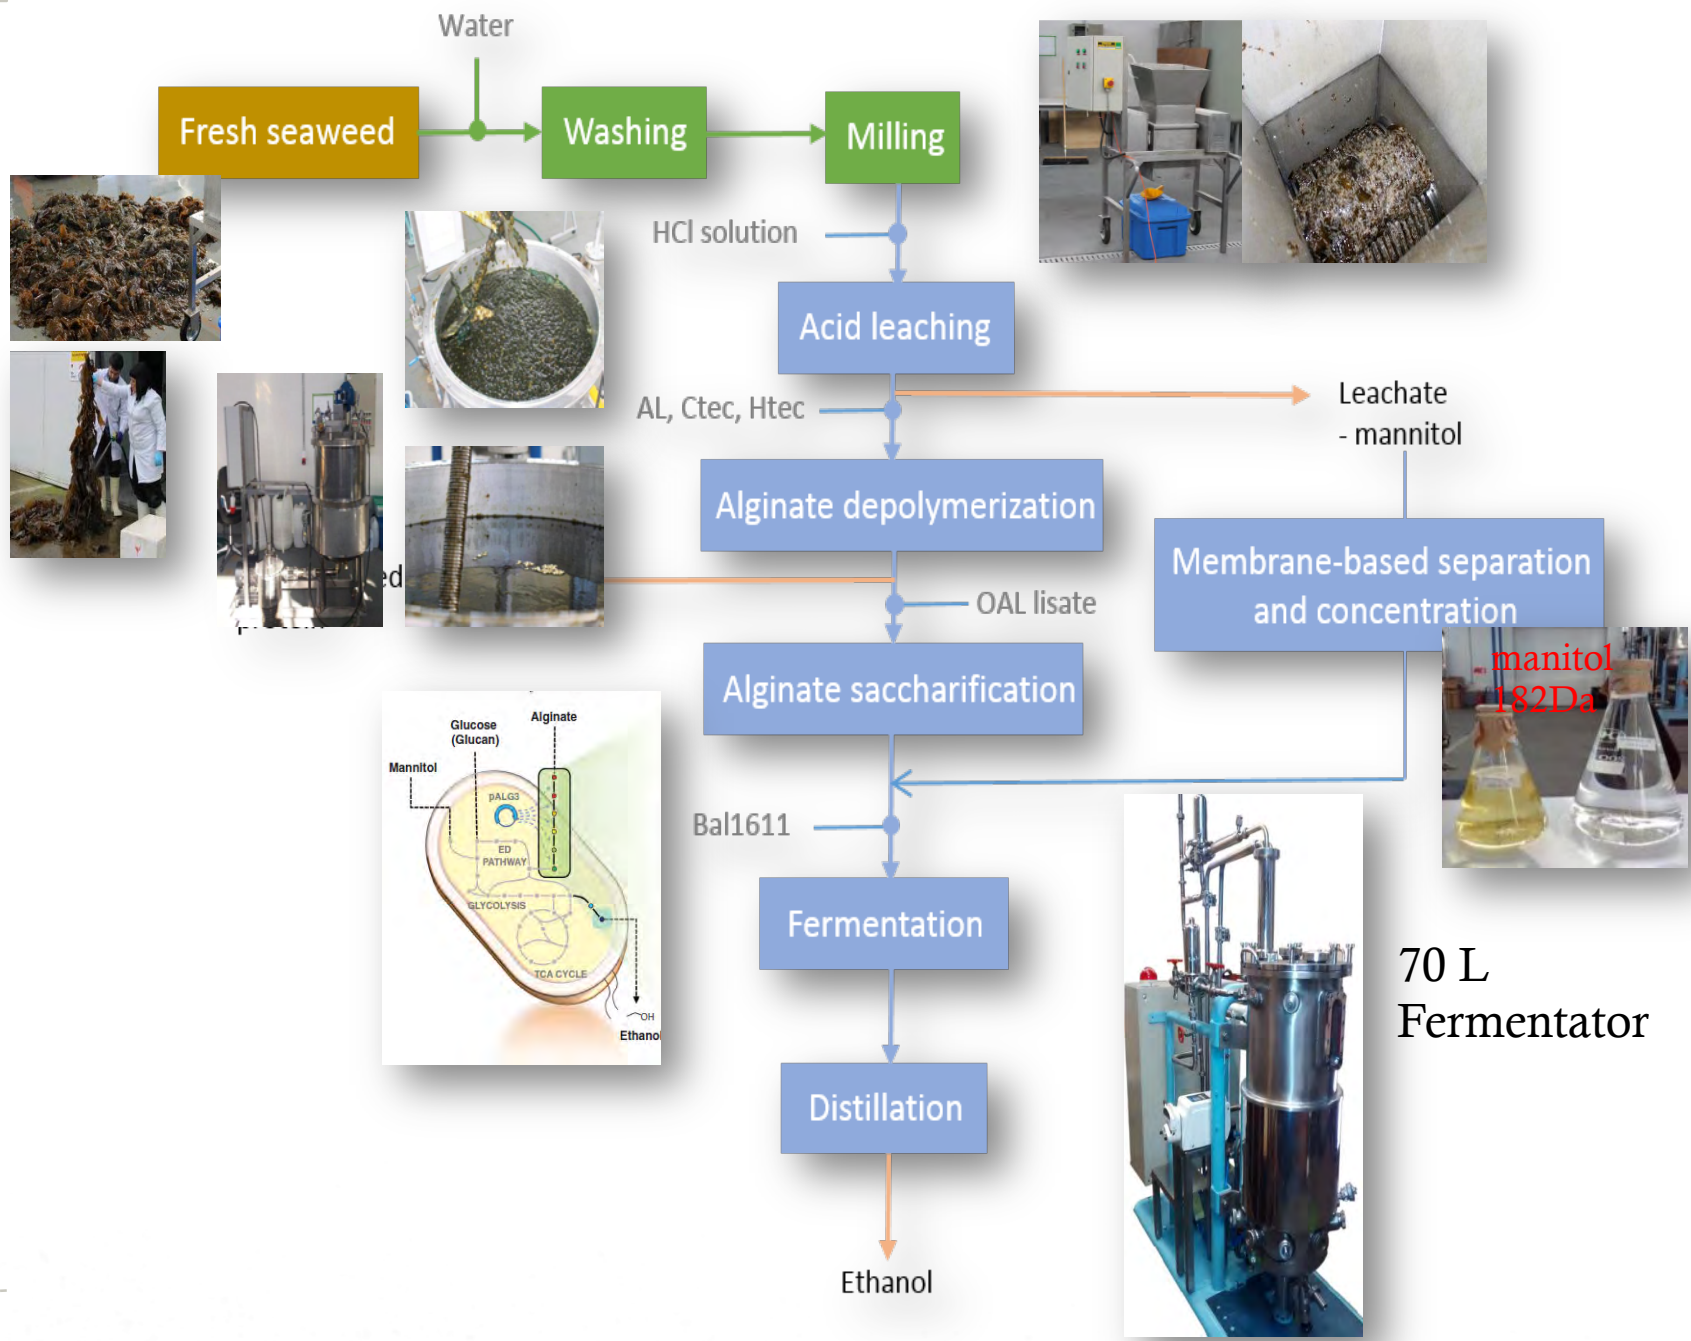 Water
Fresh seaweed
Washing
Milling
HCl solution
Acid leaching
AL, Ctec, Htec
Leachate
- mannitol
Alginate depolymerization
Membrane-based separation
and concentration
OAL lisate
manitol
182Da
Alginate saccharification
Glucose
(Glucan)
Alginate
Mannitol
pALG3
ED
PATHWAY
GLYCOLYSIS
TCA CYCLE
OH
Ethanol
Bal1611
Fermentation
70 L
Fermentator
Distillation
Ethanol